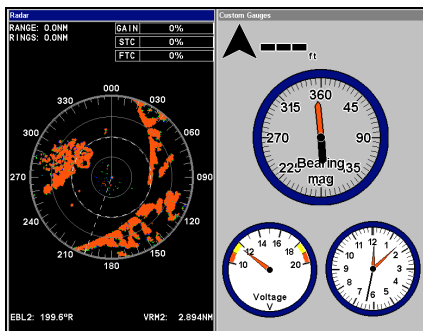 Radar
Custom Gauges
RANGE: 0.0NM
RINGS: 0.0NM
GAIN 0%
STC 0%
FTC 0%
ft
000
030
060
090
120
150
180
210
240
270
300
330
1
360
45
90
135
225
270
315
Bearing
mag
10
12
14
16
18
20
Voltage
V
12
1
2
3
4
5
6
7
8
9
10
11
EBL2: 199.6°R
VRM2: 2.894NM